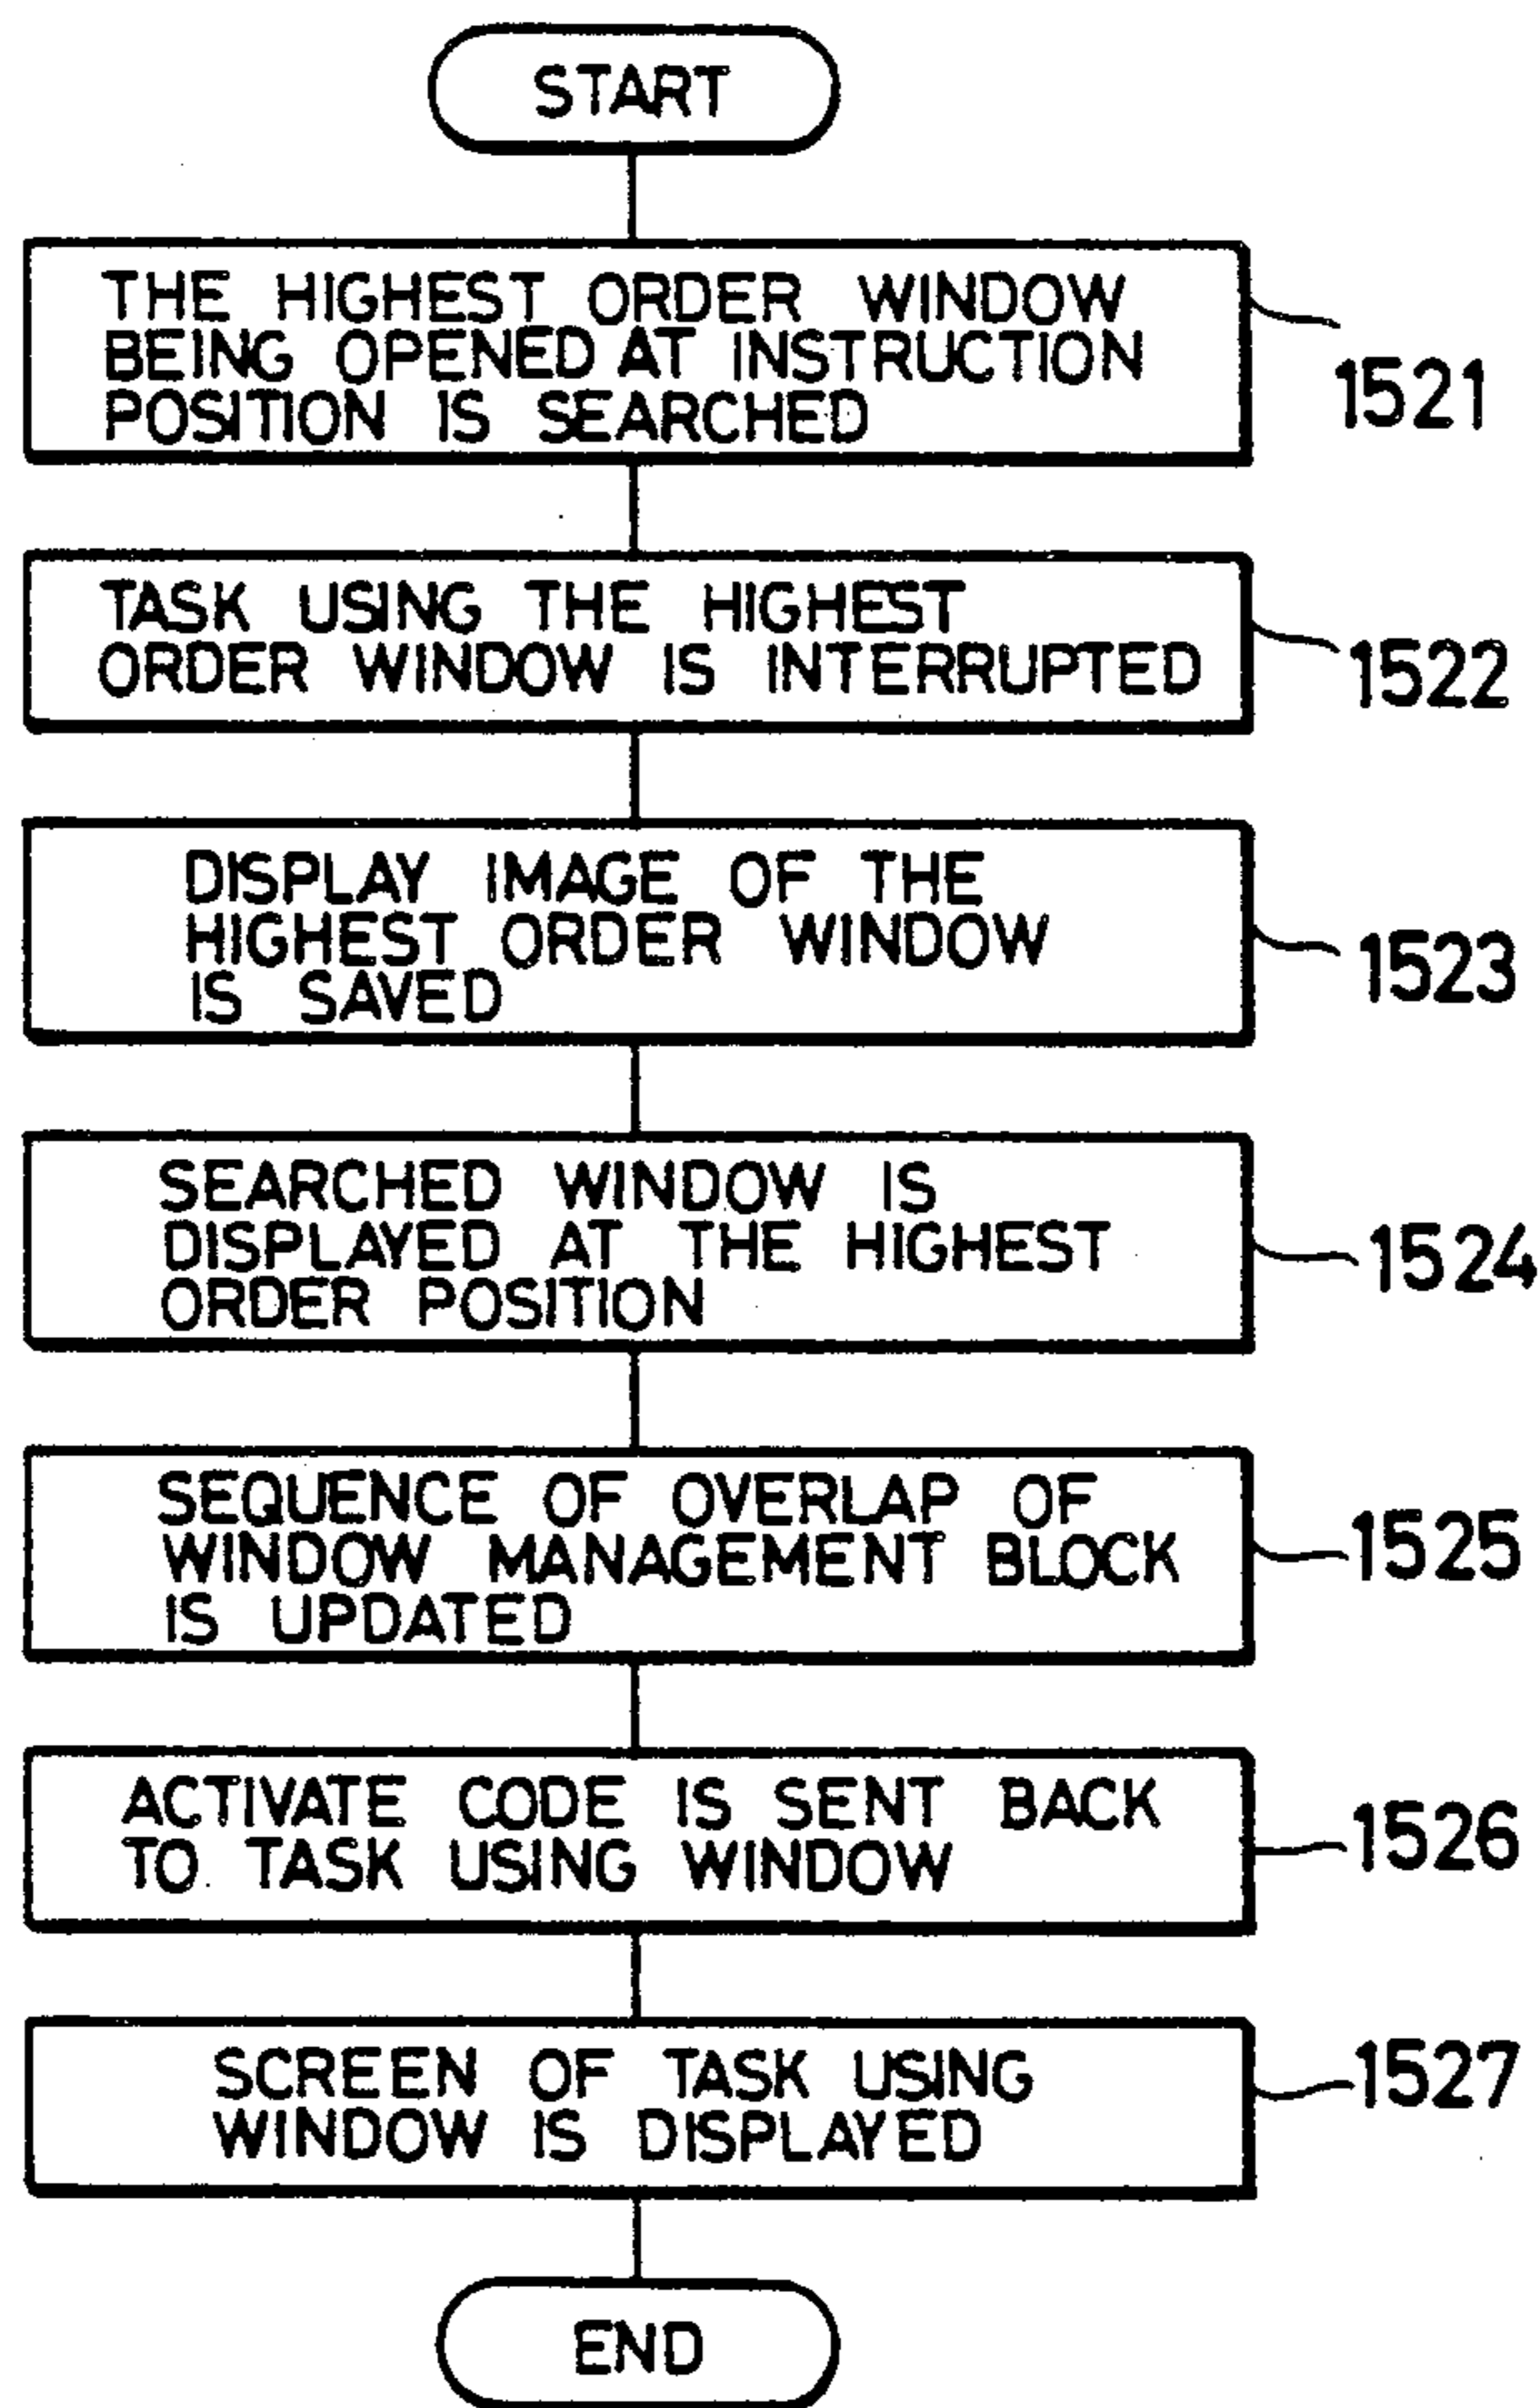 START
THE HIGHEST ORDER WINDOW
BEING OPENED AT INSTRUCTION
POSITION IS SEARCHED
1521
TASK USING THE HIGHEST
ORDER WINDOW IS INTERRUPTED
1522
DISPLAY IMAGE OF THE
HIGHEST ORDER WINDOW
IS SAVED
1523
SEARCHED WINDOW IS
DISPLAYED AT THE HIGHEST
ORDER POSITION
1524
SEQUENCE OF OVERLAP OF
WINDOW MANAGEMENT BLOCK
IS UPDATED
1525
ACTIVATE CODE IS SENT BACK
TO TASK USING WINDOW
1526
SCREEN OF TASK USING
WINDOW IS DISPLAYED
1527
END